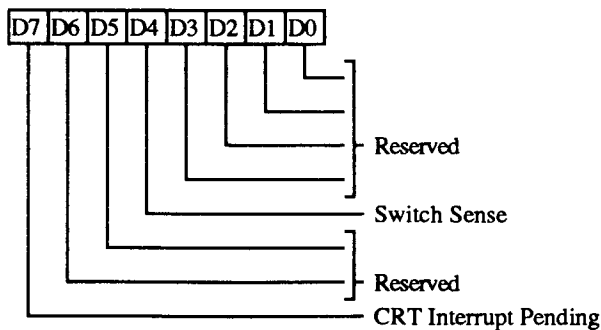 D7 D6 D5 D4 D3 D2 D1 D0
Reserved
Switch Sense
Reserved
CRT Interrupt Pending